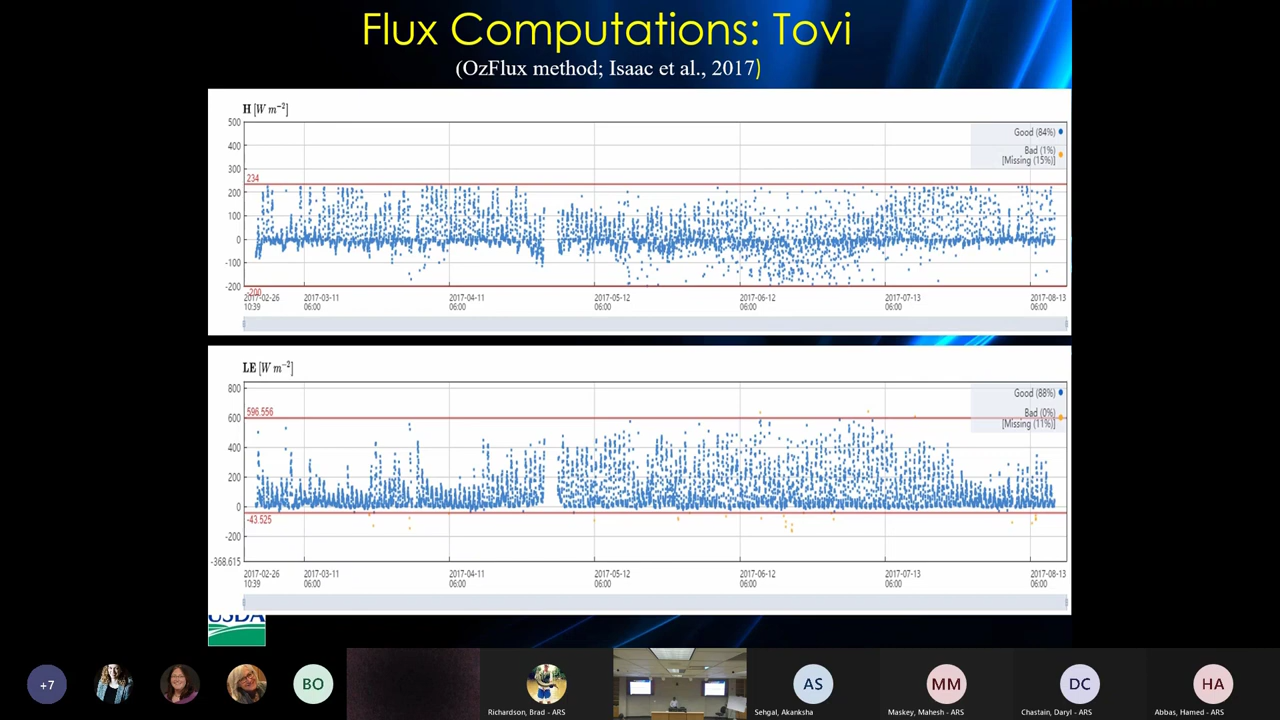 Flux Computations: Tovi
(OzFlux method; Isaac et al., 2017)
H [W m⁻²]
500
400
300
200
100
0
-100
-200
234
-200
Good (84%)
Bad (1%)
[Missing (15%)]
2017-02-26 10:39
2017-03-11 06:00
2017-04-11 06:00
2017-05-12 06:00
2017-06-12 06:00
2017-07-13 06:00
2017-08-13 06:00
LE [W m⁻²]
800
600
400
200
0
-200
-368.615
596.556
-43.525
Good (88%)
Bad (0%)
[Missing (11%)]
2017-02-26 10:39
2017-03-11 06:00
2017-04-11 06:00
2017-05-12 06:00
2017-06-12 06:00
2017-07-13 06:00
2017-08-13 06:00
USDA
+7
BO
Richardson, Brad - ARS
AS
Sehgal, Akanksha
MM
Maskey, Mahesh - ARS
DC
Chastain, Daryl - ARS
HA
Abbas, Hamed - ARS